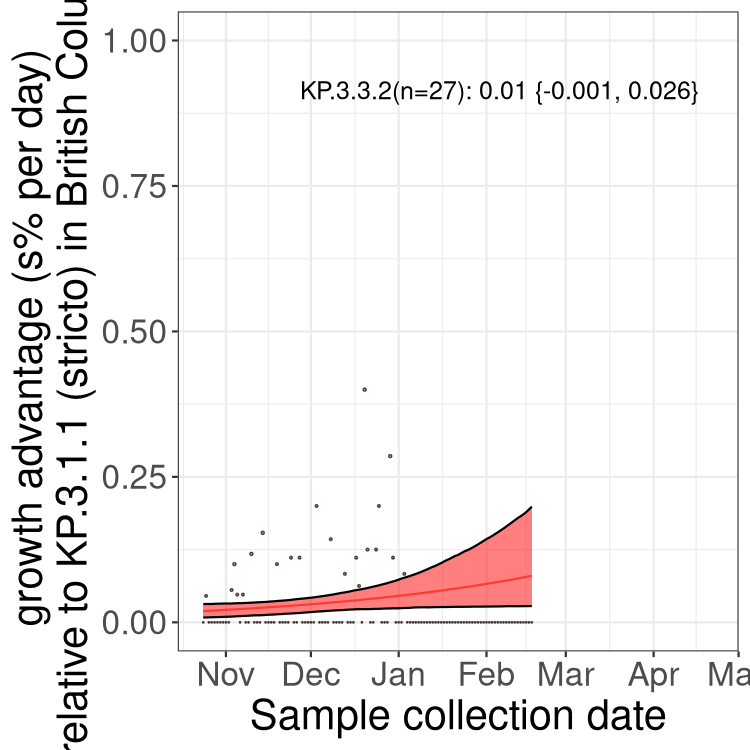 growth advantage (s% per day)
relative to KP.3.1.1 (stricto) in British Colu
1.00
0.75
0.50
0.25
0.00
KP.3.3.2(n=27): 0.01 {-0.001, 0.026}
Nov Dec Jan Feb Mar Apr Ma
Sample collection date